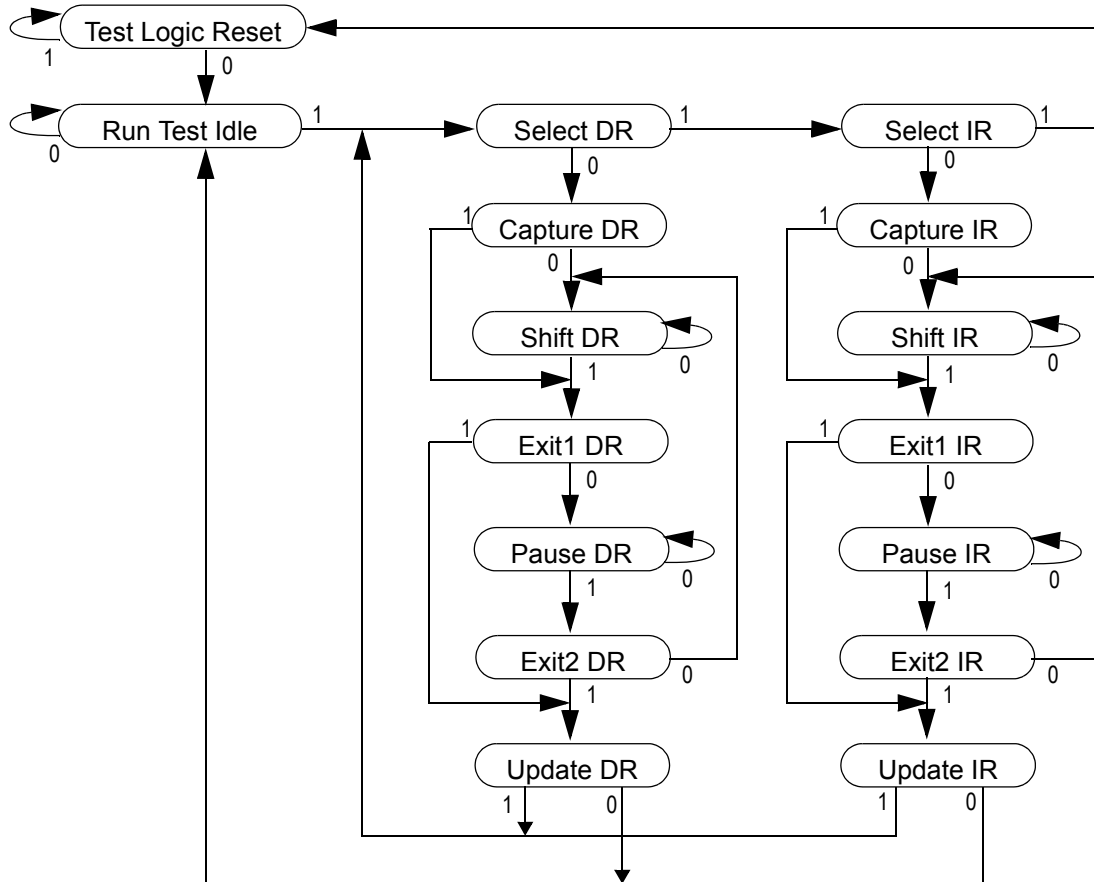 Test Logic Reset
1
0
Run Test Idle
1
0
Select DR
1
0
Select IR
1
0
Capture DR
1
0
Capture IR
1
0
Shift DR
0
1
Shift IR
0
1
Exit1 DR
1
0
Exit1 IR
1
0
Pause DR
0
1
Pause IR
0
1
Exit2 DR
0
1
Exit2 IR
0
1
Update DR
1
0
Update IR
1
0